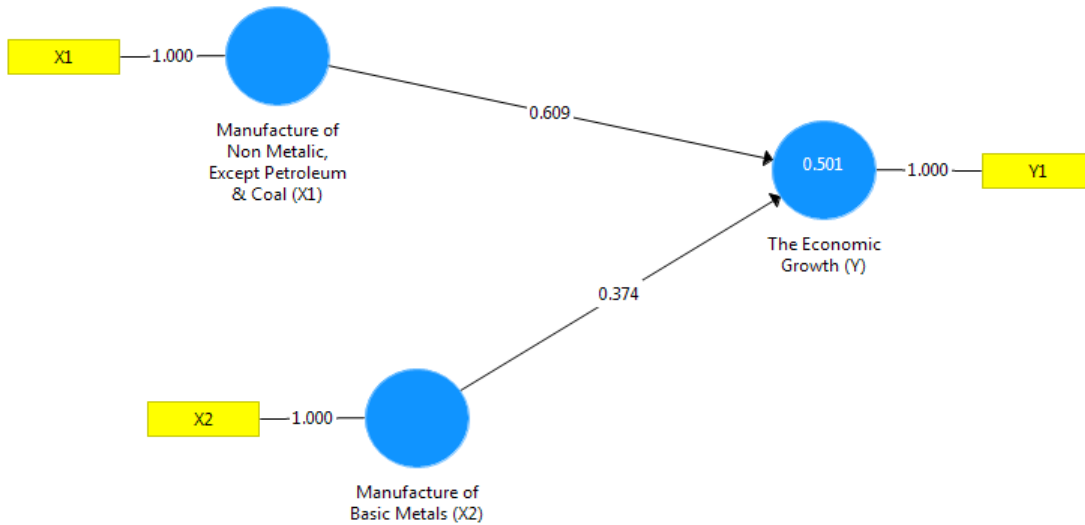 X1
1.000
Manufacture of
Non Metalic,
Except Petroleum
& Coal (X1)
0.609
0.501
1.000
Y1
The Economic
Growth (Y)
0.374
X2
1.000
Manufacture of
Basic Metals (X2)